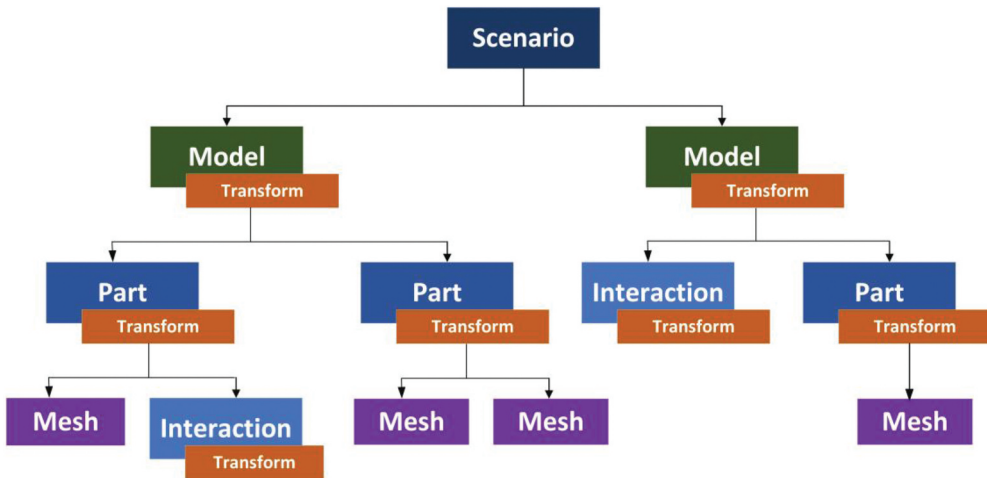 Scenario
Model
Transform
Model
Transform
Part
Transform
Part
Transform
Interaction
Transform
Part
Transform
Mesh
Interaction
Transform
Mesh
Mesh
Mesh